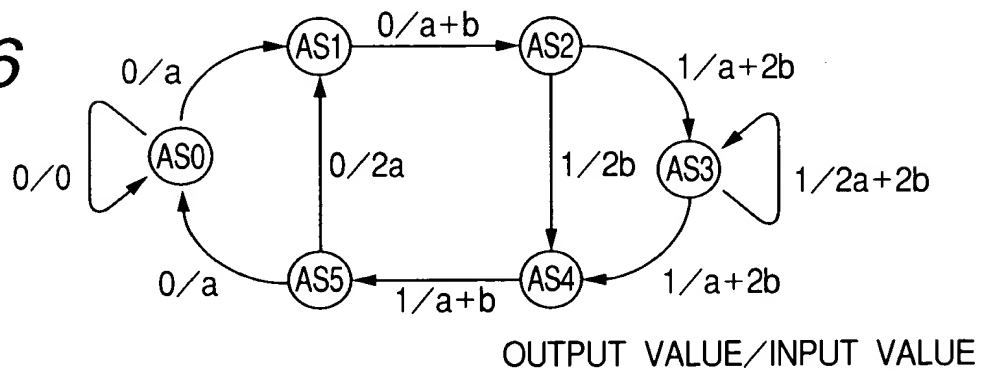 6
AS1
0/a+b
AS2
0/a
1/a+2b
AS0
0/0
0/2a
1/2b
AS3
1/2a+2b
0/a
AS5
1/a+b
AS4
1/a+2b
OUTPUT VALUE/INPUT VALUE